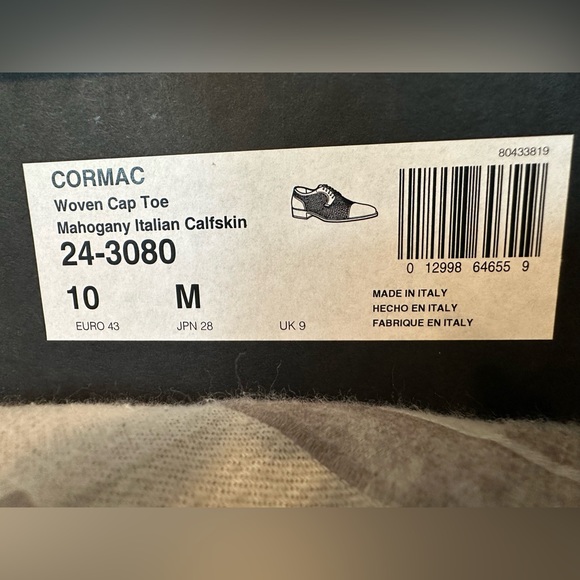 80433819
CORMAC
Woven Cap Toe
Mahogany Italian Calfskin
24-3080
10 M
EURO 43 JPN 28 UK 9
0 12998 64655 9
MADE IN ITALY
HECHO EN ITALY
FABRIQUE EN ITALY